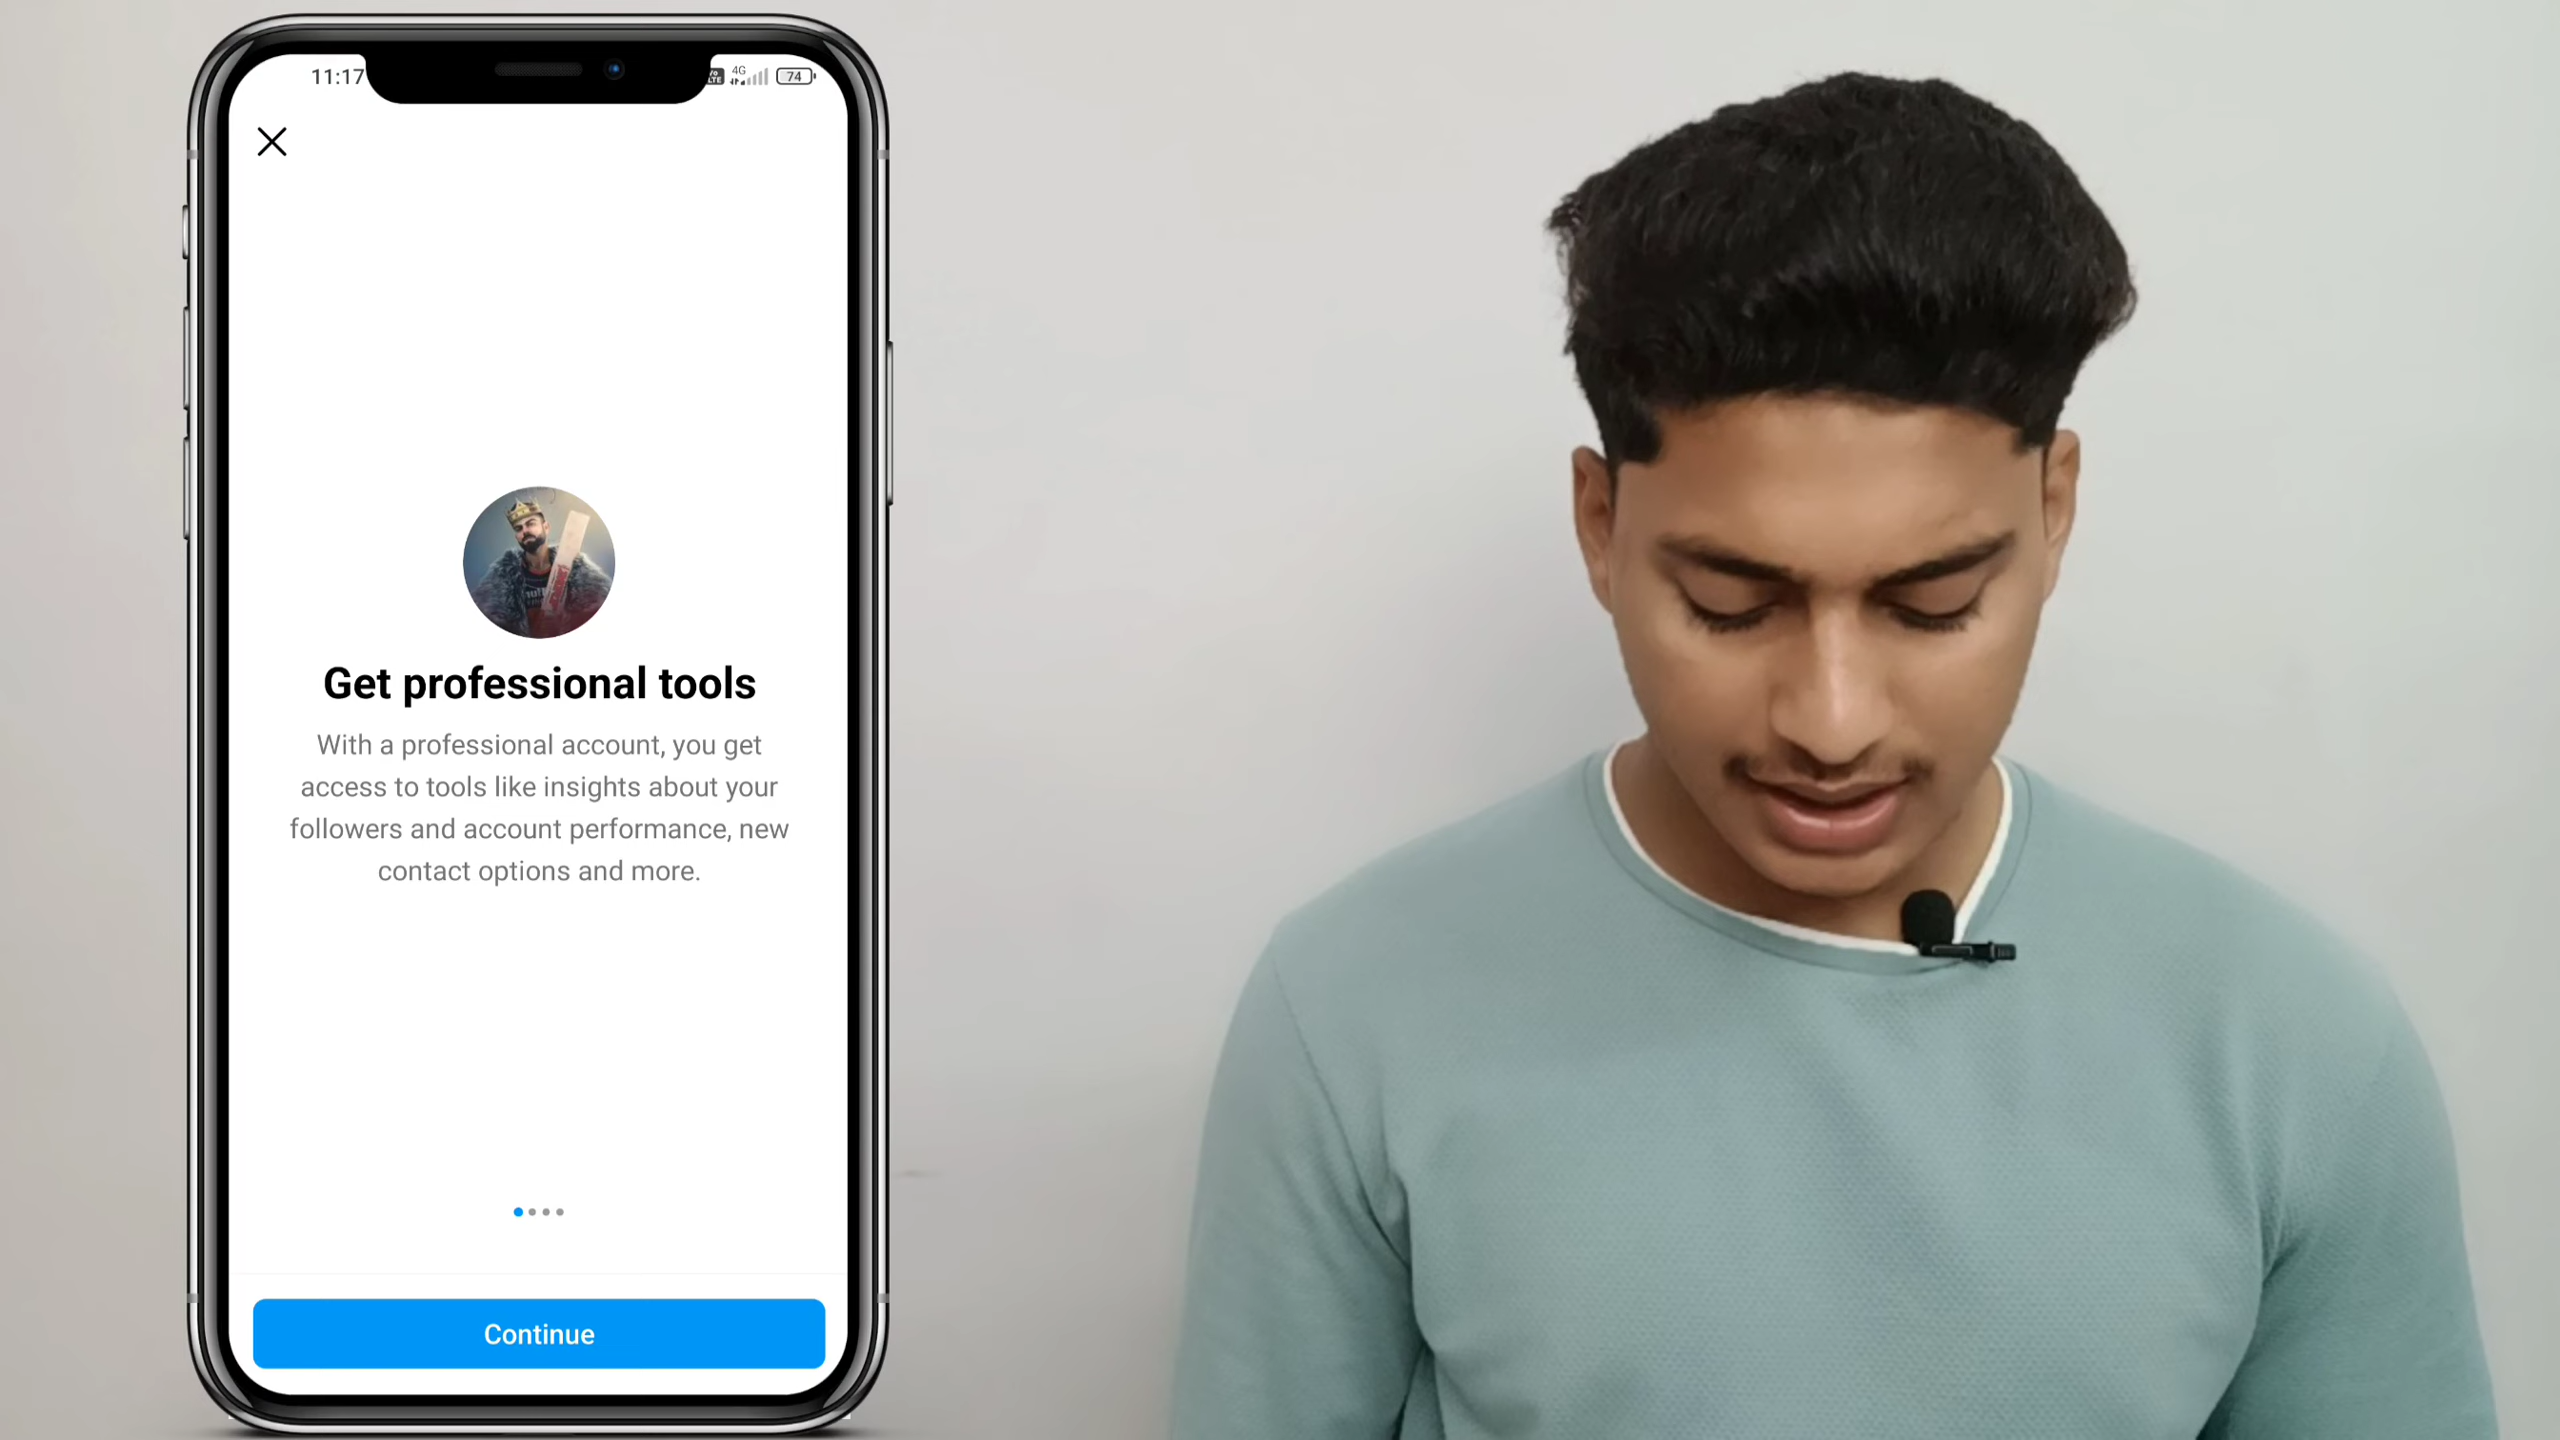 11:17
4G
74
Get professional tools
With a professional account, you get
access to tools like insights about your
followers and account performance, new
contact options and more.
Continue